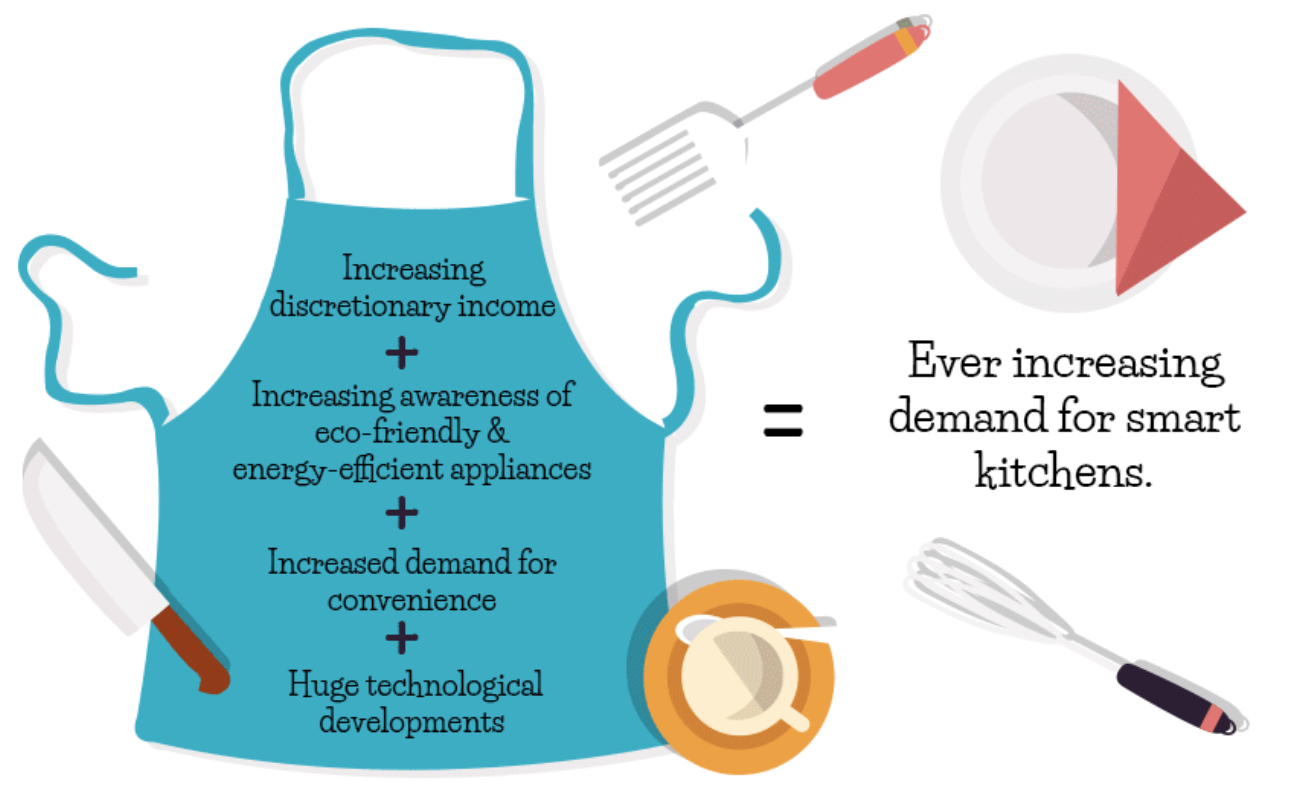 Increasing
discretionary income
+
Increasing awareness of
eco-friendly &
energy-efficient appliances
+
Increased demand for
convenience
+
Huge technological
developments
=
Ever increasing
demand for smart
kitchens.